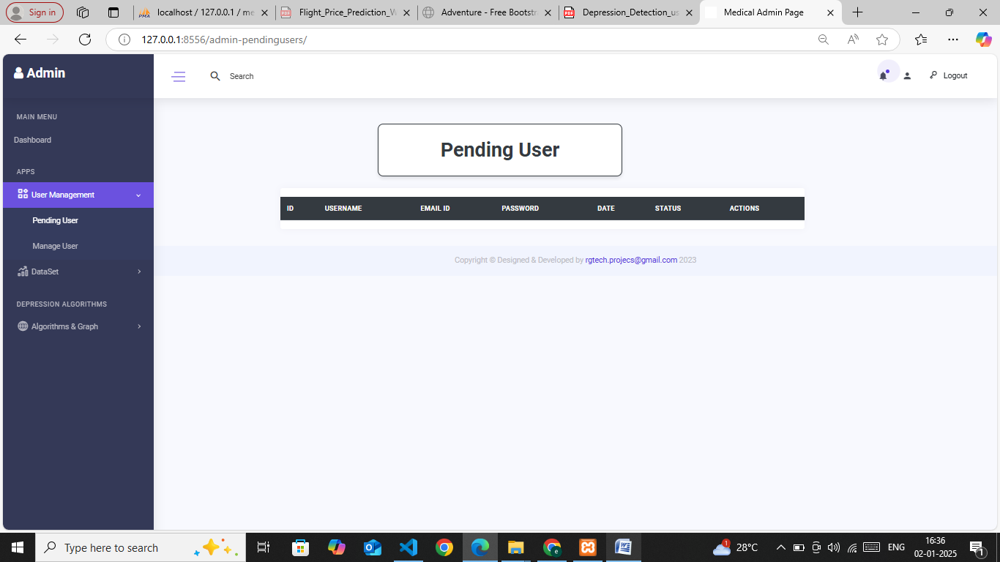 Sign in
localhost / 127.0.0.1 / me
Flight_Price_Prediction_W
Adventure - Free Bootstra
Depression_Detection_us
Medical Admin Page
127.0.0.1:8556/admin-pendingusers/
Admin
Search
Logout
MAIN MENU
Dashboard
APPS
User Management
Pending User
Manage User
DataSet
DEPRESSION ALGORITHMS
Algorithms & Graph
Pending User
ID USERNAME EMAIL ID PASSWORD DATE STATUS ACTIONS
Copyright © Designed & Developed by rgtech.projecs@gmail.com 2023
Type here to search
1
28°C
ENG
16:36
02-01-2025
1